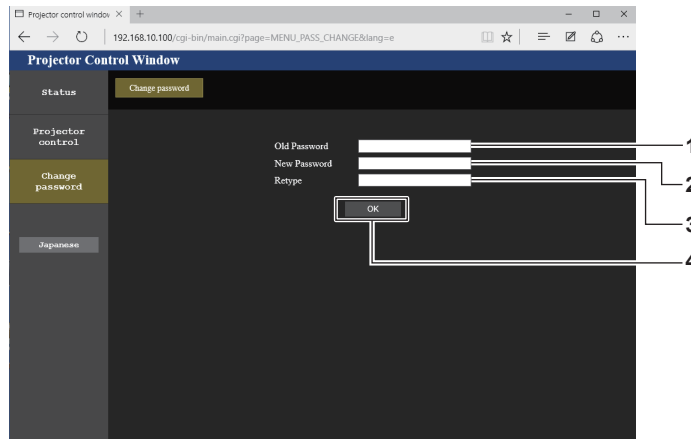 Projector control window
192.168.10.100/cgi-bin/main.cgi?page=MENU_PASS_CHANGE&lang=e
Projector Control Window
Status
Change password
Projector
control
Change
password
Japanese
Old Password
New Password
Retype
OK
1
2
3
4